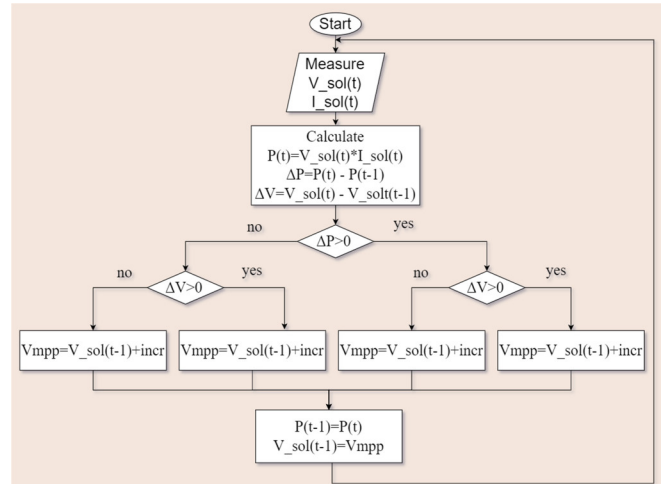 Start
Measure
V_sol(t)
I_sol(t)
Calculate
P(t)=V_sol(t)*I_sol(t)
ΔP=P(t) - P(t-1)
ΔV=V_sol(t) - V_solt(t-1)
no
yes
ΔP>0
no
yes
no
yes
ΔV>0
ΔV>0
Vmpp=V_sol(t-1)+incr
Vmpp=V_sol(t-1)+incr
Vmpp=V_sol(t-1)+incr
Vmpp=V_sol(t-1)+incr
P(t-1)=P(t)
V_sol(t-1)=Vmpp